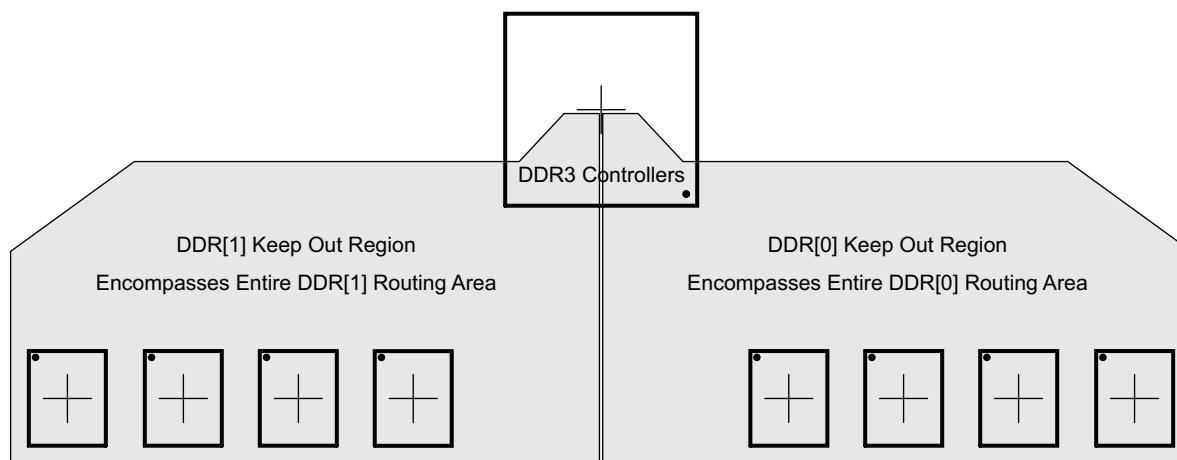 DDR3 Controllers
DDR[1] Keep Out Region
Encompasses Entire DDR[1] Routing Area
DDR[0] Keep Out Region
Encompasses Entire DDR[0] Routing Area